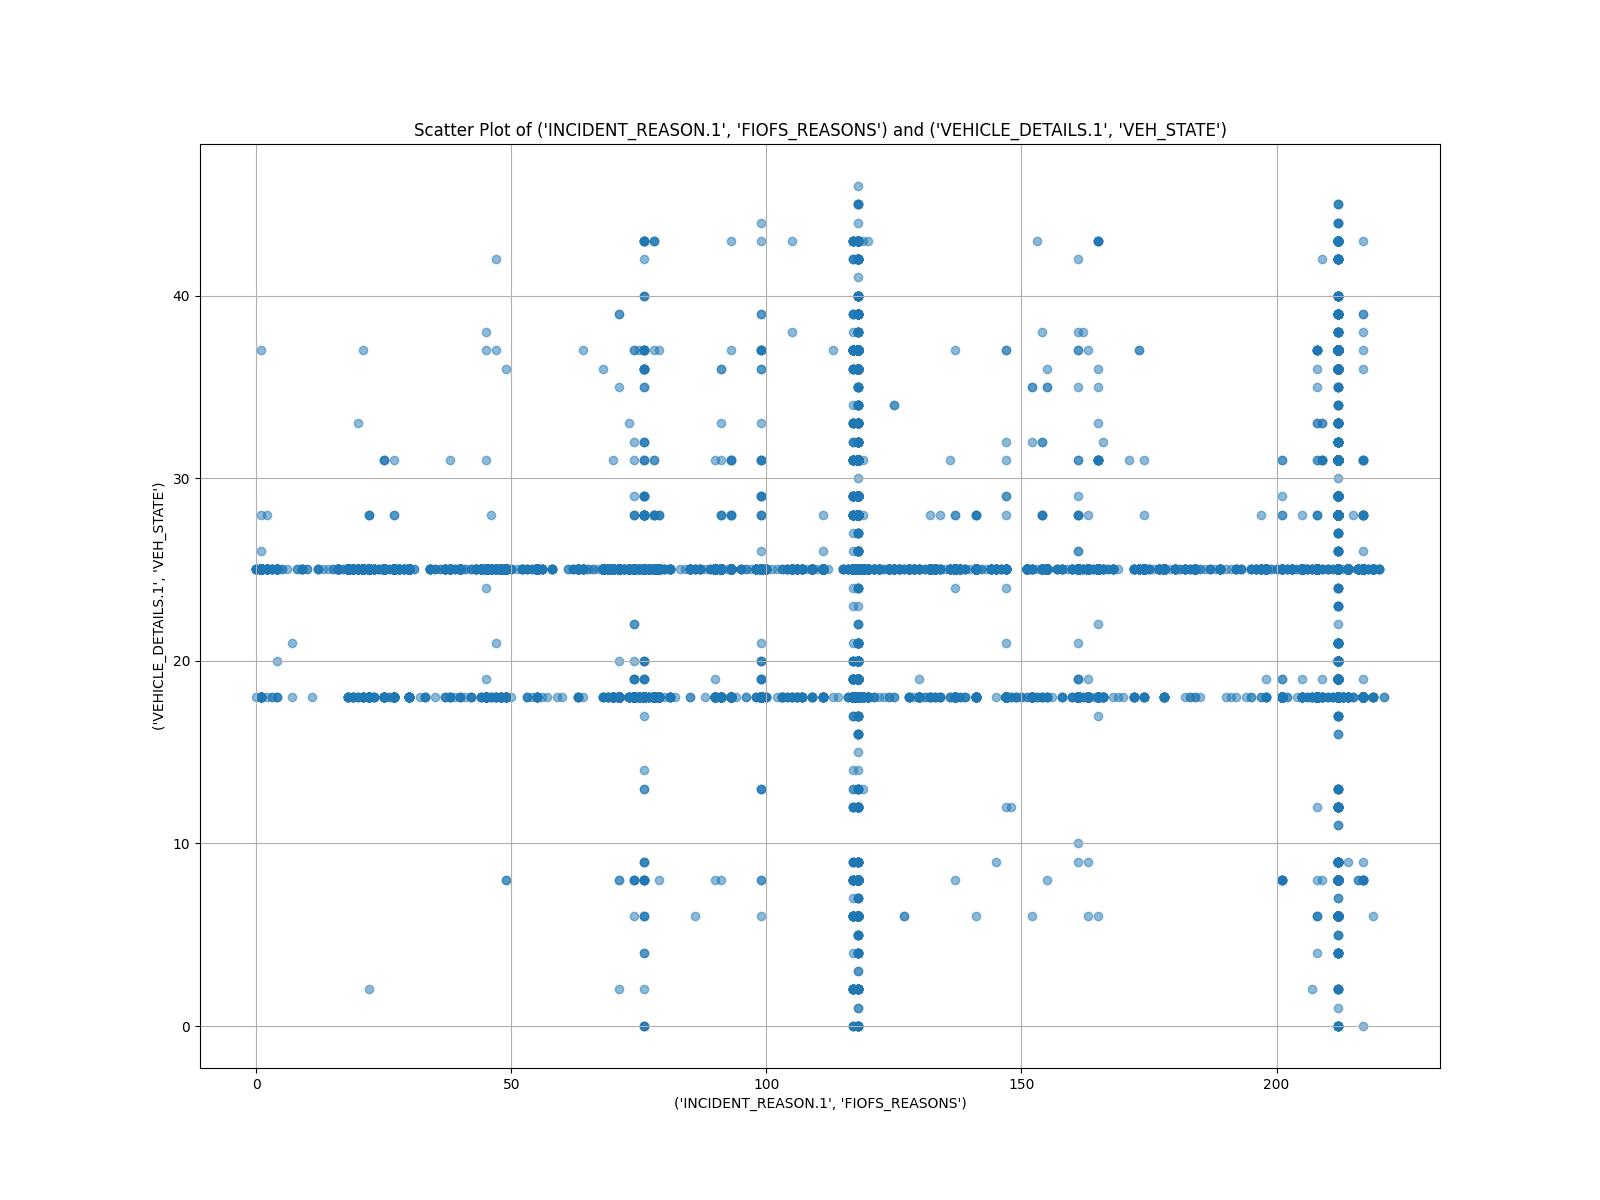 Scatter Plot of ('INCIDENT_REASON.1', 'FIOFS_REASONS') and ('VEHICLE_DETAILS.1', 'VEH_STATE')
('VEHICLE_DETAILS.1', 'VEH_STATE')
40
30
20
10
0
0 50 100 150 200
('INCIDENT_REASON.1', 'FIOFS_REASONS')